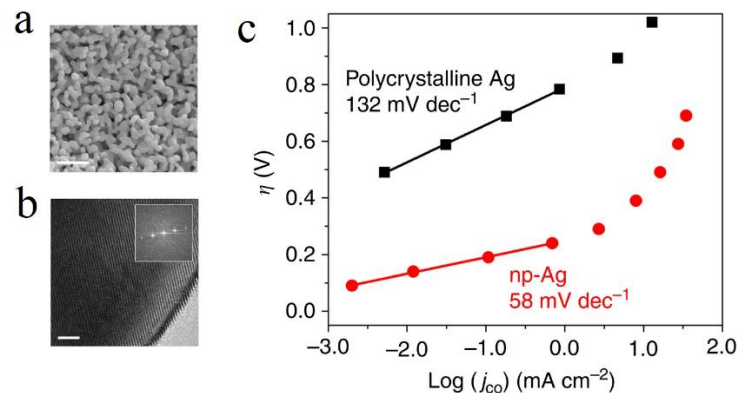 a
b
c
1.0
0.8
0.6
0.4
0.2
0.0
η (V)
Polycrystalline Ag
132 mV dec⁻¹
np-Ag
58 mV dec⁻¹
−3.0 −2.0 −1.0 0.0 1.0 2.0
Log (j_co) (mA cm⁻²)